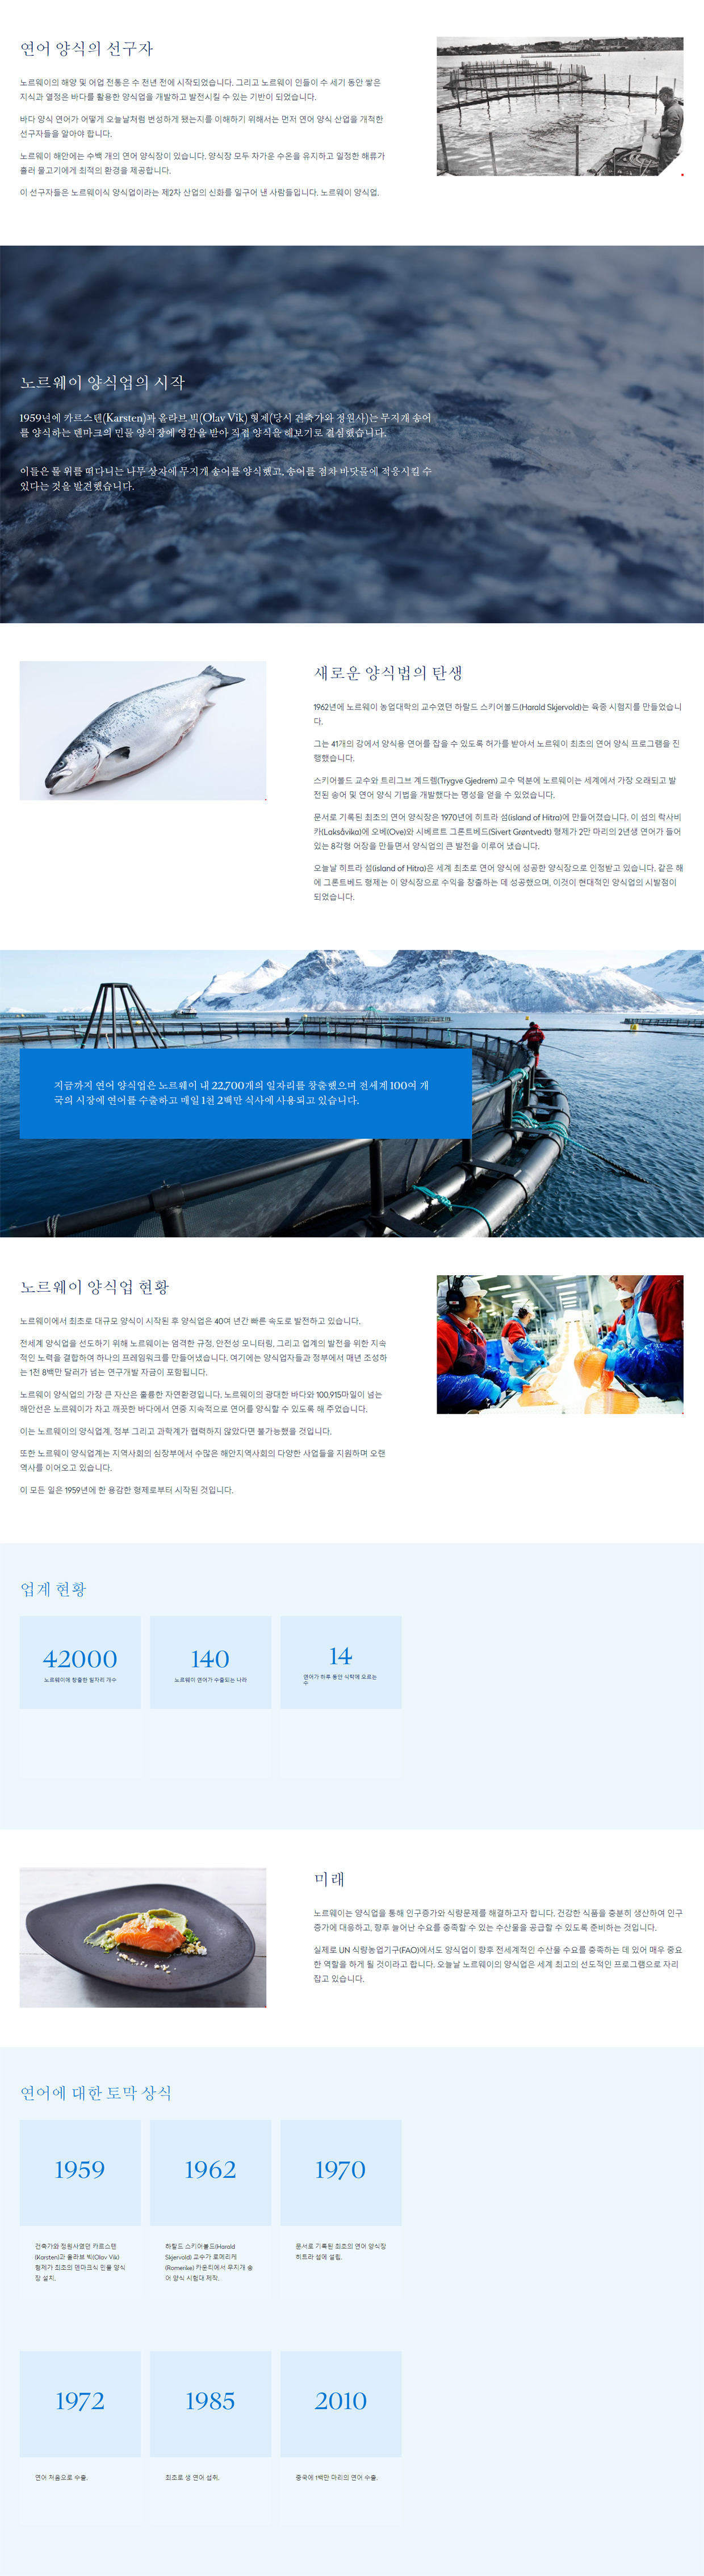 연어 양식의 선구자
노르웨이의 해양 및 어업 전통은 수 천년 전에 시작되었습니다. 그리고 노르웨이 인들이 수 세기 동안 쌓은
지식과 열정은 바다를 활용한 양식업을 개발하고 발전시킬 수 있는 기반이 되었습니다.
바다 양식 연어가 어떻게 오늘날처럼 번성하게 됐는지를 이해하기 위해서는 먼저 연어 양식 산업을 개척한
선구자들을 알아야 합니다.
노르웨이 해안에는 수백 개의 연어 양식장이 있습니다. 양식장 모두 차가운 수온을 유지하고 일정한 해류가
흘러 물고기에게 최적의 환경을 제공합니다.
이 선구자들은 노르웨이식 양식업이라는 제2차 산업의 신화를 일구어 낸 사람들입니다. 노르웨이 양식업.
노르웨이 양식업의 시작
1959년에 카르스텐(Karsten)과 올라브 빅(Olav Vik) 형제(당시 건축가와 정원사)는 무지개 송어
를 양식하는 덴마크의 민물 양식장에 영감을 받아 직접 양식을 해보기로 결심했습니다.
이들은 물 위를 떠다니는 나무 상자에 무지개 송어를 양식했고, 송어를 점차 바닷물에 적응시킬 수
있다는 것을 발견했습니다.
새로운 양식법의 탄생
1962년에 노르웨이 농업대학의 교수였던 하랄드 스키어볼드(Harald Skjervold)는 육종 시험지를 만들었습니
다.
그는 41개의 강에서 양식용 연어를 잡을 수 있도록 허가를 받아서 노르웨이 최초의 연어 양식 프로그램을 진
행했습니다.
스키어볼드 교수와 트리그브 계드렘(Trygve Gjedrem) 교수 덕분에 노르웨이는 세계에서 가장 오래되고 발
전된 송어 및 연어 양식 기법을 개발했다는 명성을 얻을 수 있었습니다.
문서로 기록된 최초의 연어 양식장은 1970년에 히트라 섬(island of Hitra)에 만들어졌습니다. 이 섬의 락사비
카(Laksåvika)에 오베(Ove)와 시베르트 그론트베드(Sivert Grøntvedt) 형제가 2만 마리의 2년생 연어가 들어
있는 8각형 어장을 만들면서 양식업의 큰 발전을 이루어 냈습니다.
오늘날 히트라 섬(island of Hitra)은 세계 최초로 연어 양식에 성공한 양식장으로 인정받고 있습니다. 같은 해
에 그론트베드 형제는 이 양식장으로 수익을 창출하는 데 성공했으며, 이것이 현대적인 양식업의 시발점이
되었습니다.
지금까지 연어 양식업은 노르웨이 내 22,700개의 일자리를 창출했으며 전세계 100여 개
국의 시장에 연어를 수출하고 매일 1천 2백만 식사에 사용되고 있습니다.
노르웨이 양식업 현황
노르웨이에서 최초로 대규모 양식이 시작된 후 양식업은 40여 년간 빠른 속도로 발전하고 있습니다.
전세계 양식업을 선도하기 위해 노르웨이는 엄격한 규정, 안전성 모니터링, 그리고 업계의 발전을 위한 지속
적인 노력을 결합하여 하나의 프레임워크를 만들어냈습니다. 여기에는 양식업자들과 정부에서 매년 조성하
는 1천 8백만 달러가 넘는 연구개발 자금이 포함됩니다.
노르웨이 양식업의 가장 큰 자산은 훌륭한 자연환경입니다. 노르웨이의 광대한 바다와 100,915마일이 넘는
해안선은 노르웨이가 차고 깨끗한 바다에서 연중 지속적으로 연어를 양식할 수 있도록 해 주었습니다.
이는 노르웨이의 양식업계, 정부 그리고 과학계가 협력하지 않았다면 불가능했을 것입니다.
또한 노르웨이 양식업계는 지역사회의 심장부에서 수많은 해안지역사회의 다양한 사업들을 지원하며 오랜
역사를 이어오고 있습니다.
이 모든 일은 1959년에 한 용감한 형제로부터 시작된 것입니다.
업계 현황
42000
노르웨이에 창출한 일자리 개수
140
노르웨이 연어가 수출되는 나라
14
연어가 하루 동안 식탁에 오르는
수
미래
노르웨이는 양식업을 통해 인구증가와 식량문제를 해결하고자 합니다. 건강한 식품을 충분히 생산하여 인구
증가에 대응하고, 향후 늘어난 수요를 충족할 수 있는 수산물을 공급할 수 있도록 준비하는 것입니다.
실제로 UN 식량농업기구(FAO)에서도 양식업이 향후 전세계적인 수산물 수요를 충족하는 데 있어 매우 중요
한 역할을 하게 될 것이라고 합니다. 오늘날 노르웨이의 양식업은 세계 최고의 선도적인 프로그램으로 자리
잡고 있습니다.
연어에 대한 토막 상식
1959
건축가와 정원사였던 카르스텐
(Karsten)과 올라브 빅(Olav Vik)
형제가 최초의 덴마크식 민물 양식
장 설치.
1962
하랄드 스키어볼드(Harald
Skjervold) 교수가 로메리케
(Romerike) 카운티에서 무지개 송
어 양식 시험대 제작.
1970
문서로 기록된 최초의 연어 양식장
히트라 섬에 설립.
1972
연어 처음으로 수출.
1985
최초로 생 연어 섭취.
2010
중국에 1백만 마리의 연어 수출.